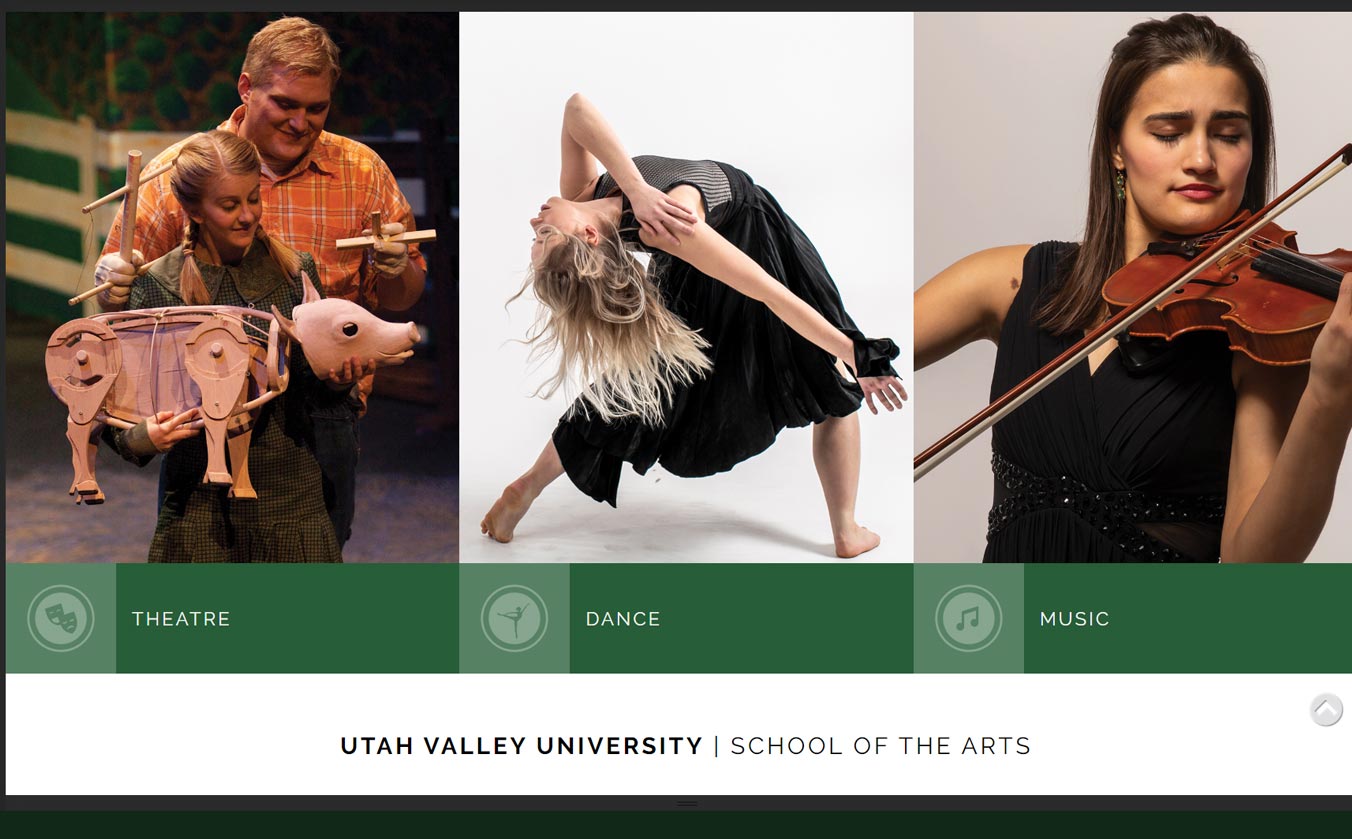 THEATRE
DANCE
MUSIC
UTAH VALLEY UNIVERSITY | SCHOOL OF THE ARTS